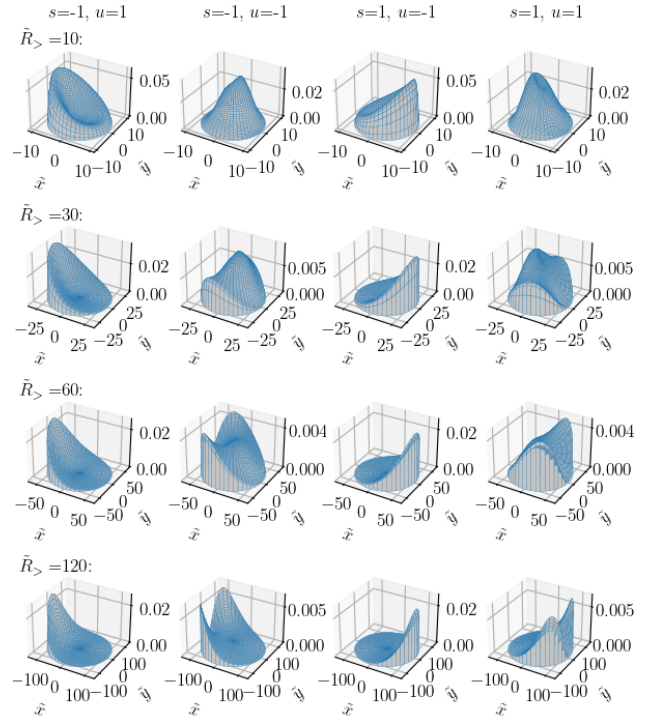 s=-1, u=1 s=-1, u=-1 s=1, u=-1 s=1, u=1
R̃> =10:
0.05 0.02 0.05 0.02
0.00 0.00 0.00 0.00
10 10 10 10
−10 0 10 −10 0 −10 0 10 −10 0 −10 0 10 −10 0 −10 0 10 −10 0
x̃ ỹ x̃ ỹ x̃ ỹ x̃ ỹ
R̃> =30:
0.02 0.005 0.02 0.005
0.00 0.000 0.00 0.000
25 25 25 25
−25 0 25 −25 0 −25 0 25 −25 0 −25 0 25 −25 0 −25 0 25 −25 0
x̃ ỹ x̃ ỹ x̃ ỹ x̃ ỹ
R̃> =60:
0.02 0.004 0.02 0.004
0.00 0.000 0.00 0.000
50 50 50 50
−50 0 50 −50 0 −50 0 50 −50 0 −50 0 50 −50 0 −50 0 50 −50 0
x̃ ỹ x̃ ỹ x̃ ỹ x̃ ỹ
R̃> =120:
0.02 0.005 0.02 0.005
0.00 0.000 0.00 0.000
100 100 100 100
−100 0 100 −100 0 −100 0 100 −100 0 −100 0 100 −100 0 −100 0 100 −100 0
x̃ ỹ x̃ ỹ x̃ ỹ x̃ ỹ